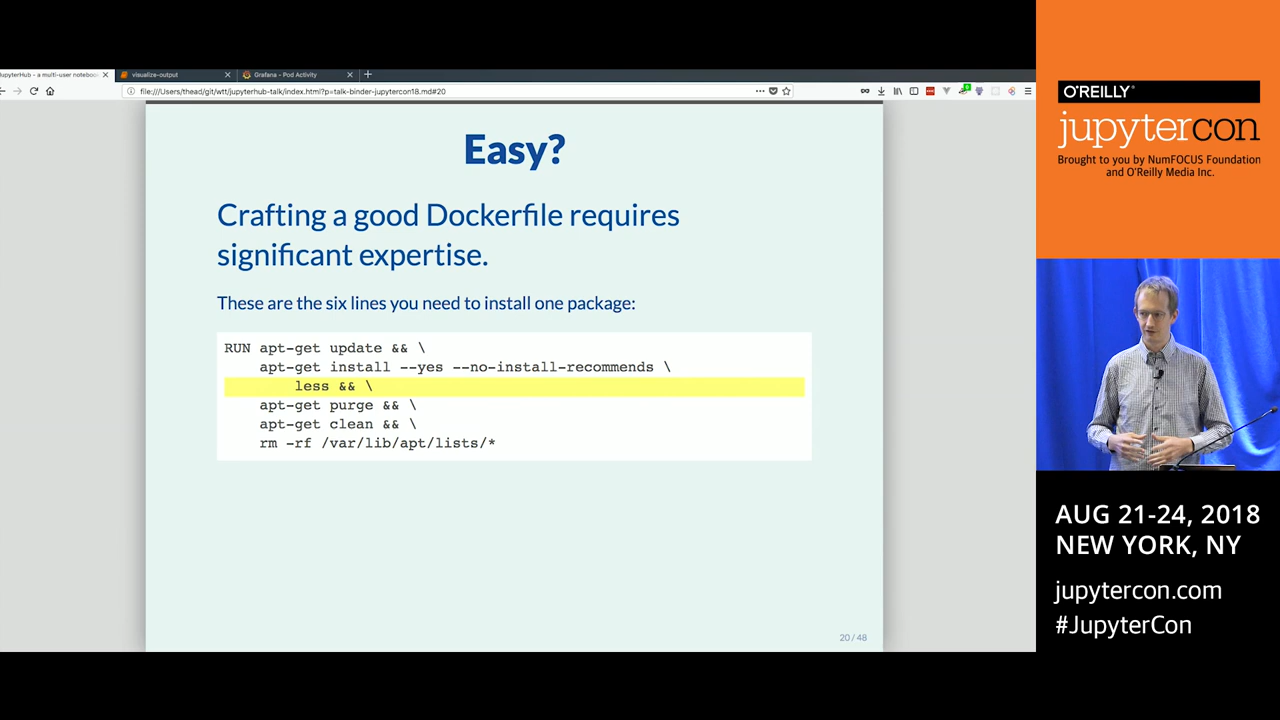 JupyterHub - a multi-user noteboo
visualize-output
Grafana - Pod Activity
file:///Users/thead/git/wtt/jupyterhub-talk/index.html?p=talk-binder-jupytercon18.md#20
Easy?
Crafting a good Dockerfile requires
significant expertise.
These are the six lines you need to install one package:
RUN apt-get update && \
apt-get install --yes --no-install-recommends \
less && \
apt-get purge && \
apt-get clean && \
rm -rf /var/lib/apt/lists/*
20 / 48
O'REILLY®
jupytercon
Brought to you by NumFOCUS Foundation
and O'Reilly Media Inc.
AUG 21-24, 2018
NEW YORK, NY
jupytercon.com
#JupyterCon